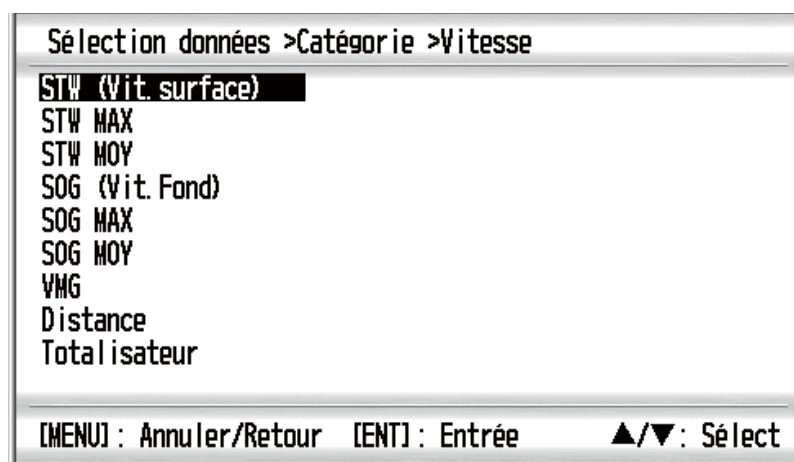 Sélection données >Catégorie >Vitesse
STW (Vit. surface)
STW MAX
STW MOY
SOG (Vit. Fond)
SOG MAX
SOG MOY
VMG
Distance
Totalisateur
[MENU] : Annuler/Retour [ENT] : Entrée ▲/▼: Sélect